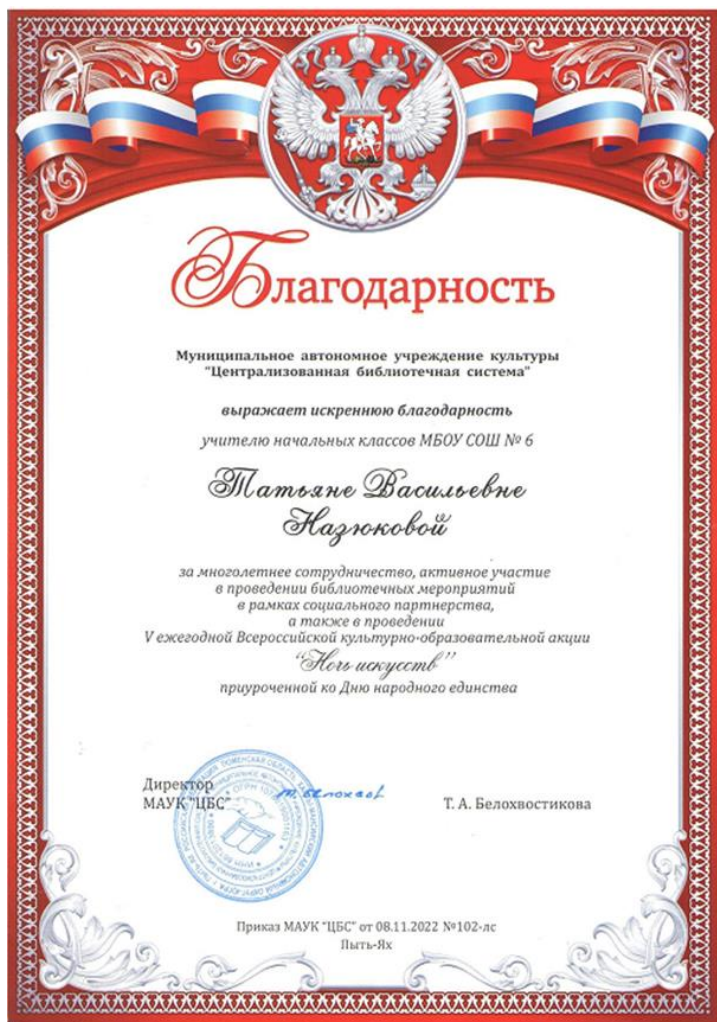 Благодарность
Муниципальное автономное учреждение культуры
"Централизованная библиотечная система"
выражает искреннюю благодарность
учителю начальных классов МБОУ СОШ № 6
Татьяне Васильевне
Назюковой
за многолетнее сотрудничество, активное участие
в проведении библиотечных мероприятий
в рамках социального партнерства,
а также в проведении
V ежегодной Всероссийской культурно-образовательной акции
“Ночь искусств”
приуроченной ко Дню народного единства
Директор
МАУК "ЦБС"
Т. А. Белохвостикова
Приказ МАУК "ЦБС" от 08.11.2022 №102-лс
Пыть-Ях